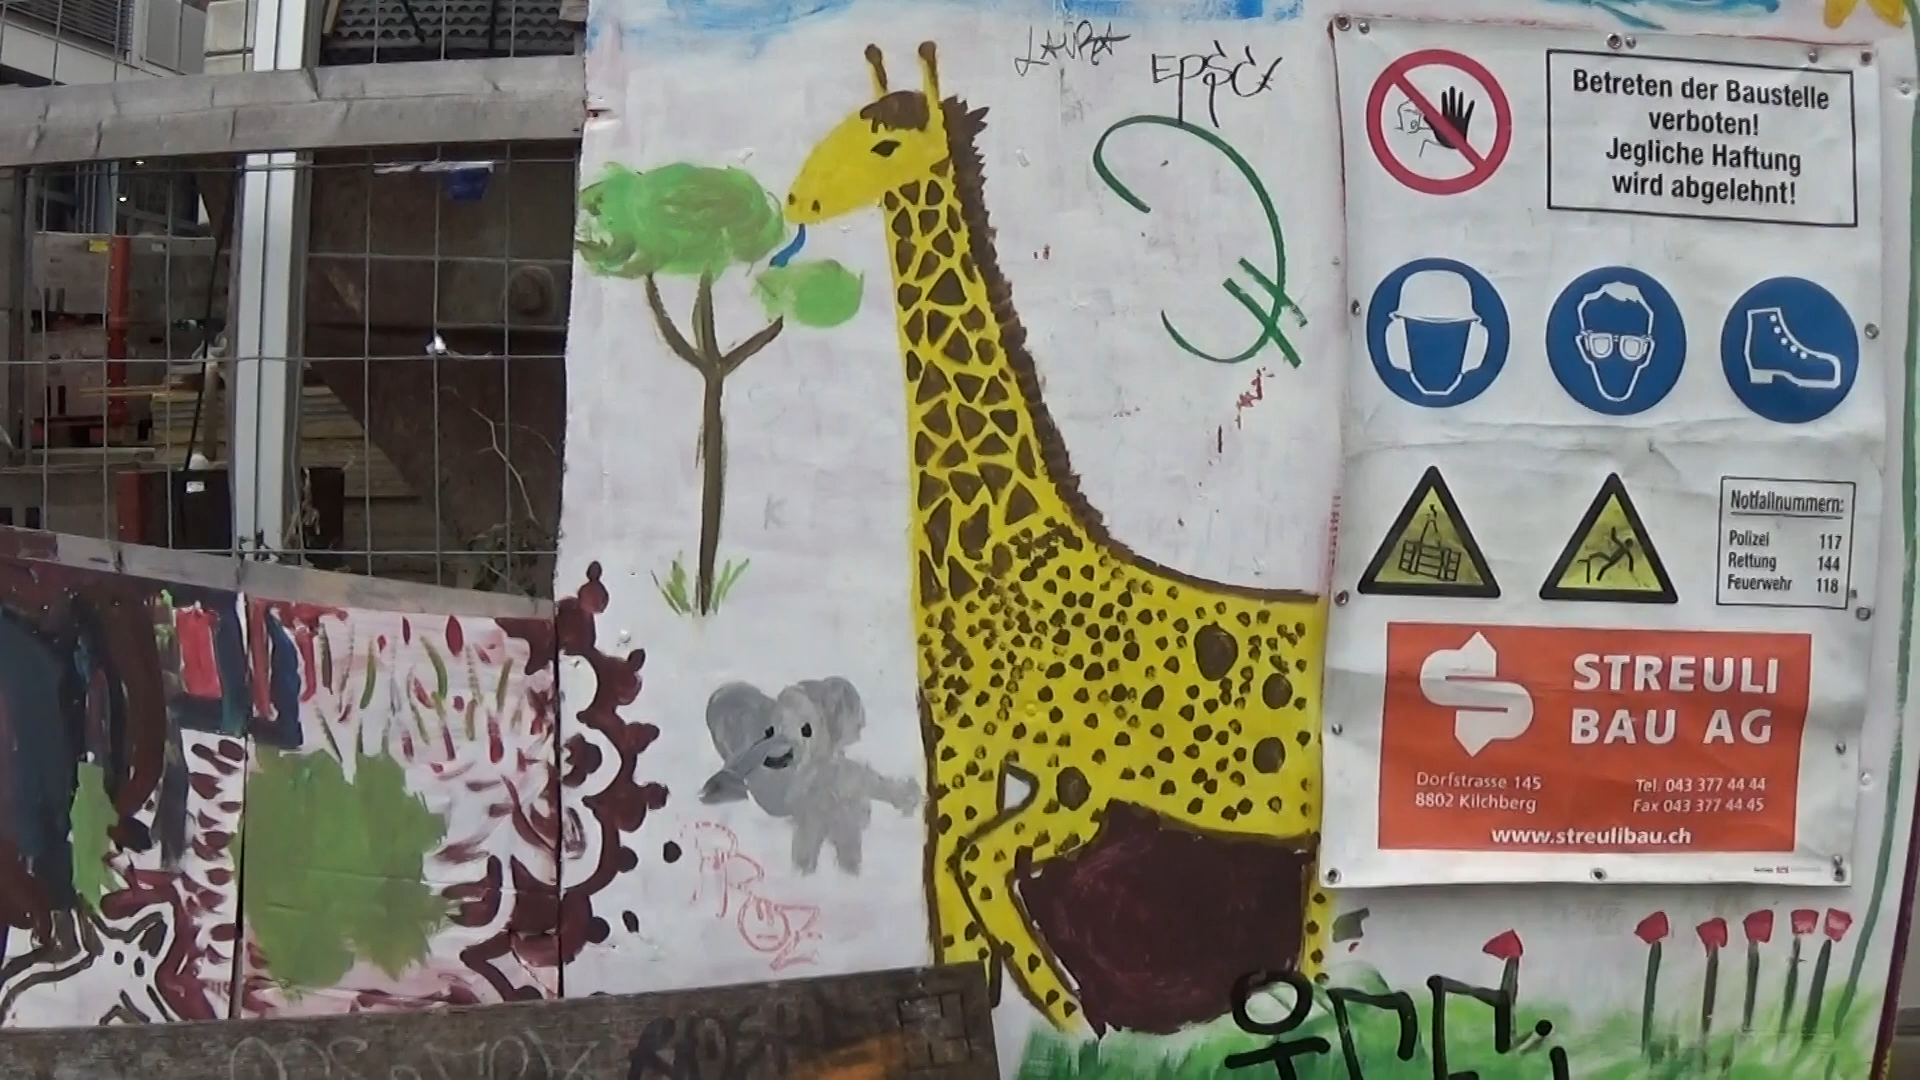 LAURA
Betreten der Baustelle
verboten!
Jegliche Haftung
wird abgelehnt!
Notfallnummern:
Polizei 117
Rettung 144
Feuerwehr 118
STREULI
BAU AG
Dorfstrasse 145
8802 Kilchberg
Tel. 043 377 44 44
Fax 043 377 44 45
www.streulibau.ch